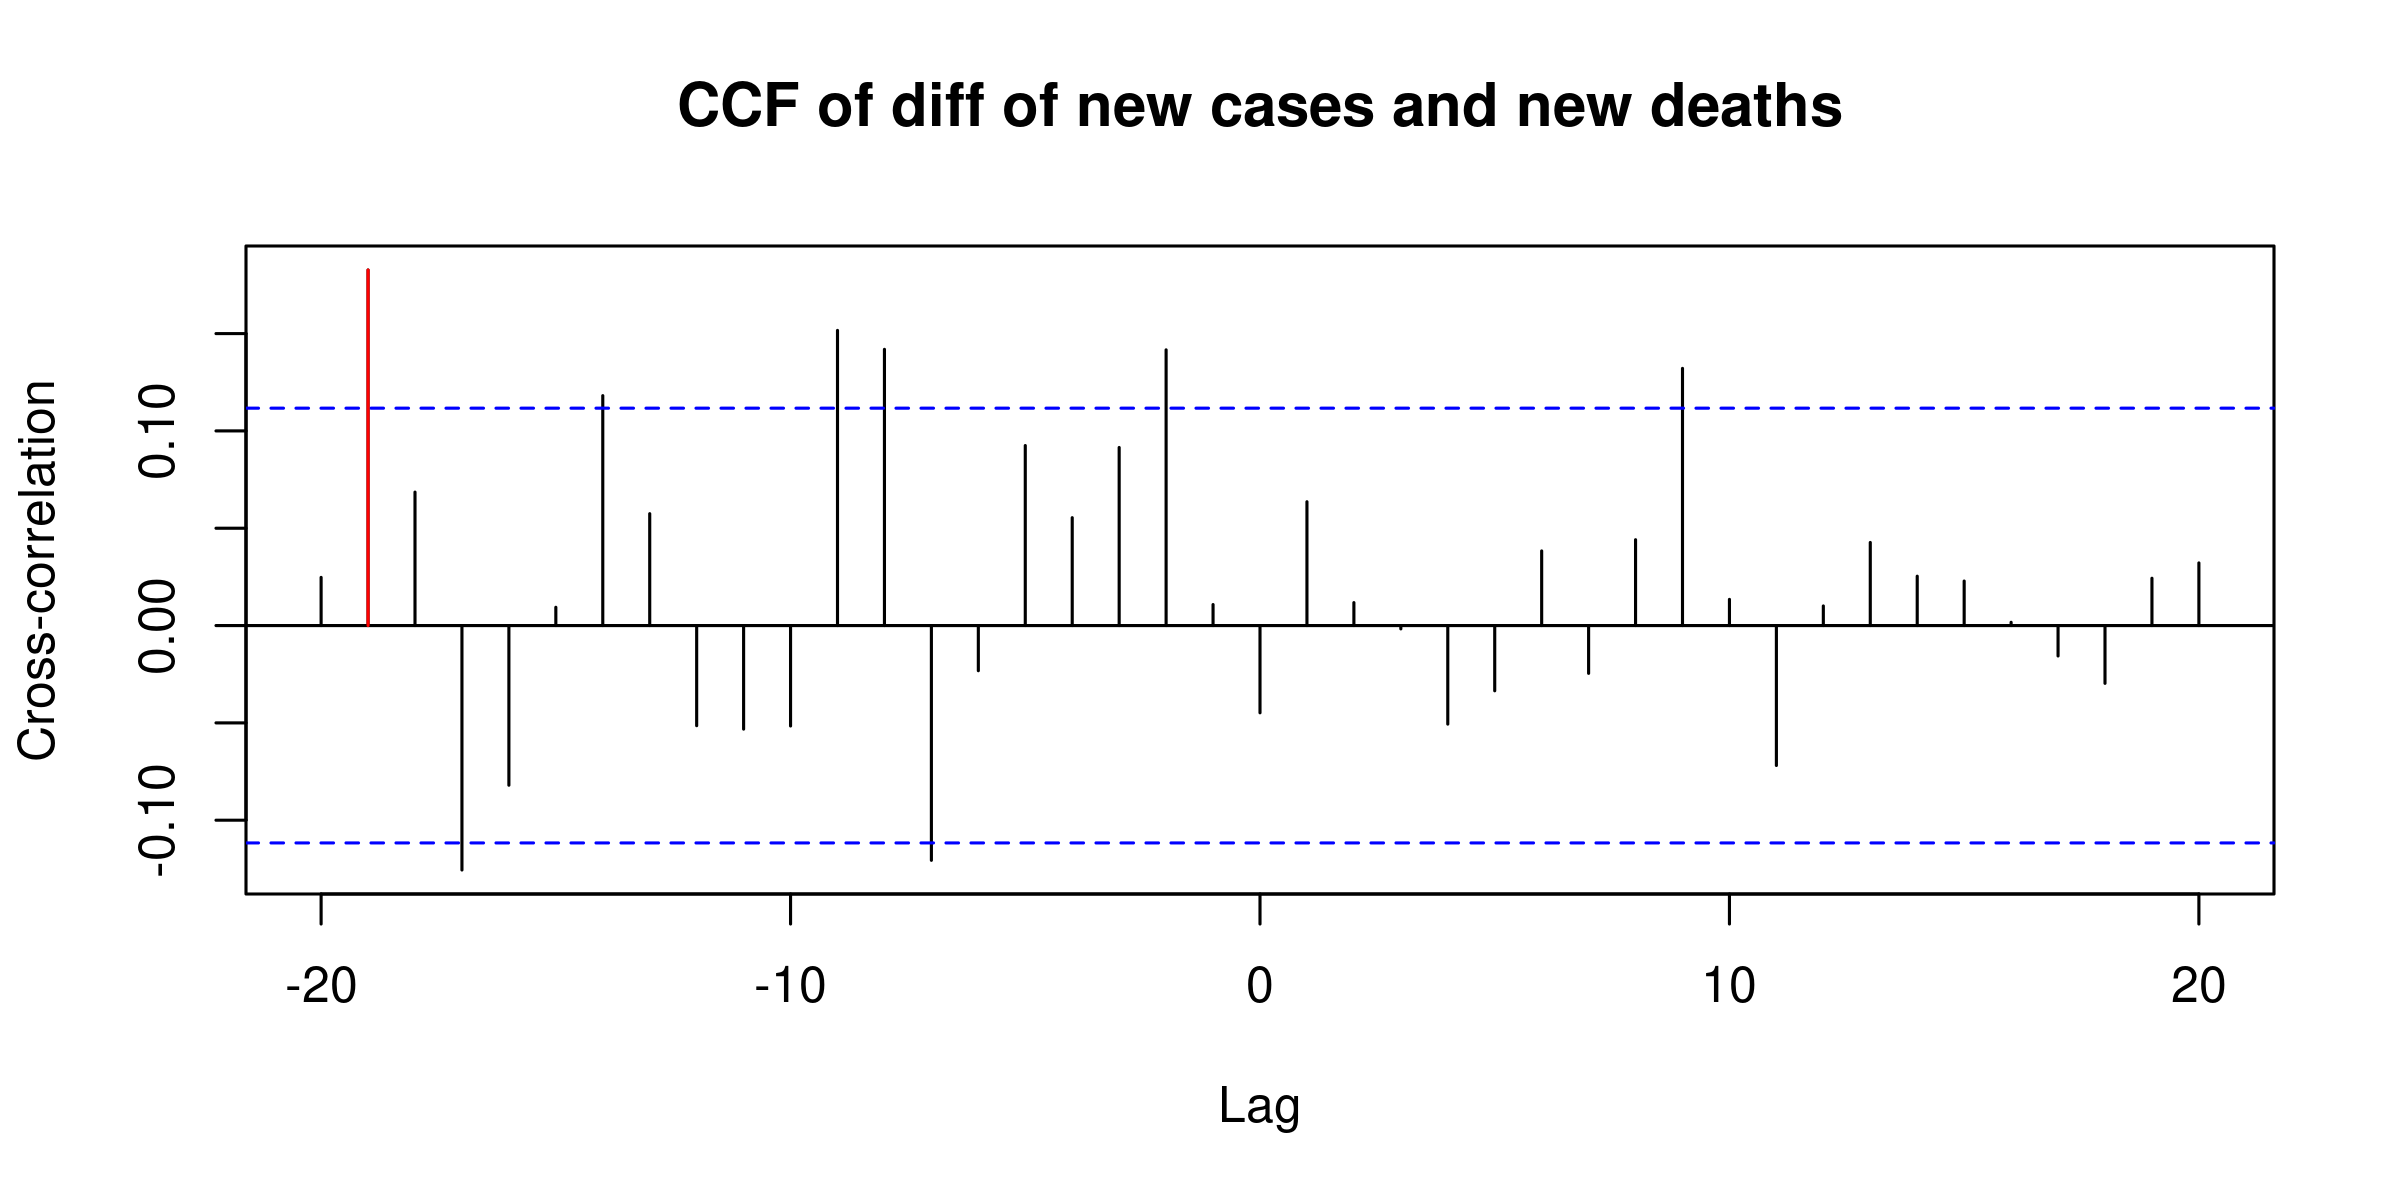 CCF of diff of new cases and new deaths
Cross-correlation
0.10
0.00
-0.10
-20 -10 0 10 20
Lag